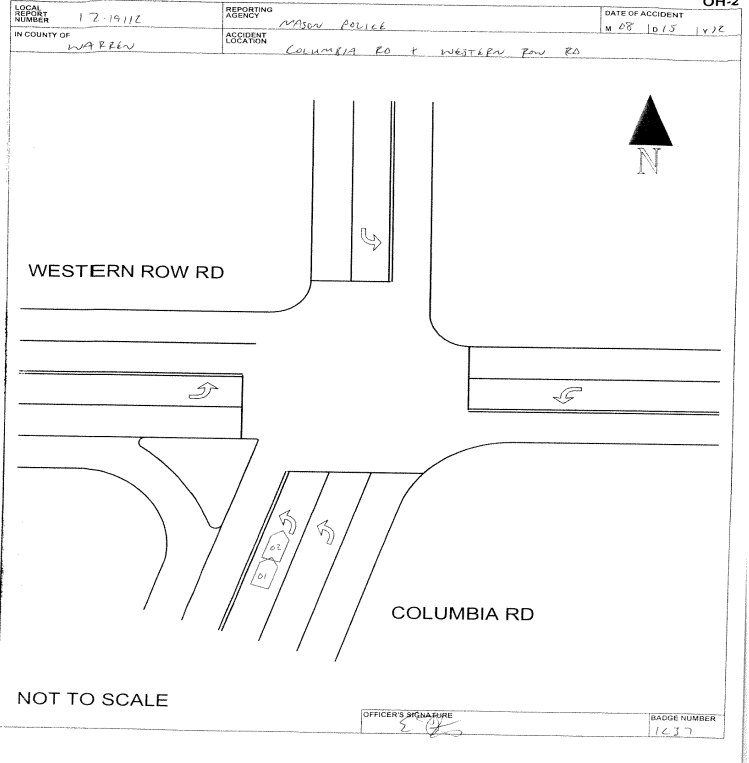 OH-2
LOCAL REPORT NUMBER 12-19112
REPORTING AGENCY MASON POLICE
DATE OF ACCIDENT M 08 D 15 Y 12
IN COUNTY OF WARREN
ACCIDENT LOCATION COLUMBIA RD + WESTERN ROW RD
N
WESTERN ROW RD
02
01
COLUMBIA RD
NOT TO SCALE
OFFICER'S SIGNATURE
BADGE NUMBER